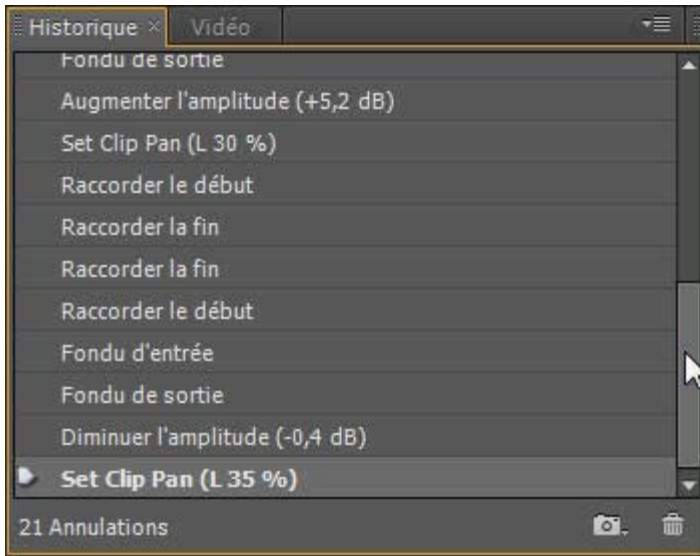 Historique
Vidéo
Fondu de sortie
Augmenter l'amplitude (+5,2 dB)
Set Clip Pan (L 30 %)
Raccorder le début
Raccorder la fin
Raccorder la fin
Raccorder le début
Fondu d'entrée
Fondu de sortie
Diminuer l'amplitude (-0,4 dB)
Set Clip Pan (L 35 %)
21 Annulations